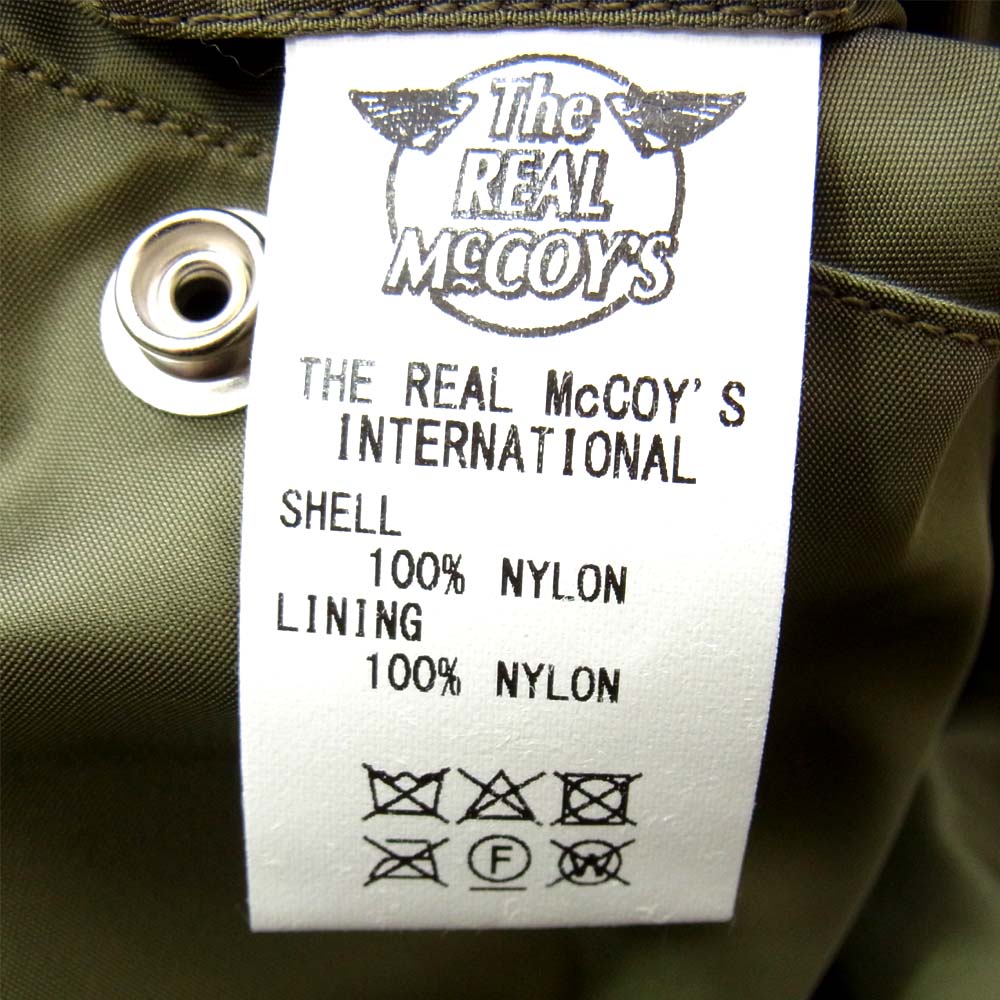 The
REAL
McCOY'S
THE REAL McCOY'S
INTERNATIONAL
SHELL
100% NYLON
LINING
100% NYLON
F
W